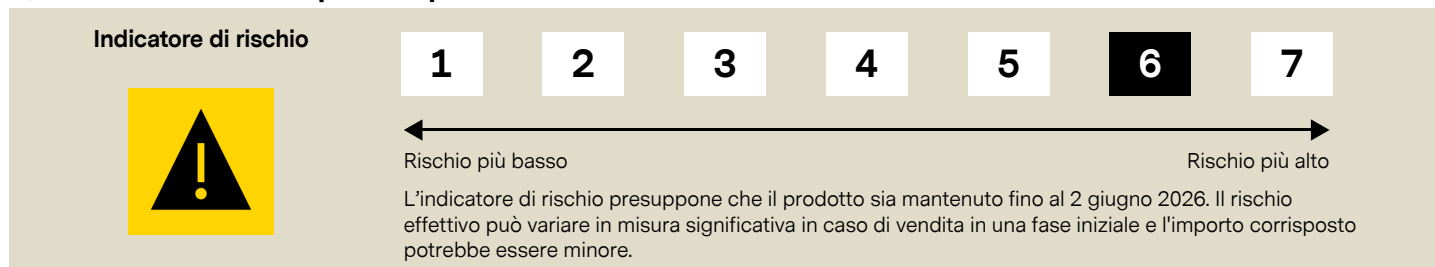 Indicatore di rischio
1 2 3 4 5 6 7
Rischio più basso Rischio più alto
L'indicatore di rischio presuppone che il prodotto sia mantenuto fino al 2 giugno 2026. Il rischio
effettivo può variare in misura significativa in caso di vendita in una fase iniziale e l'importo corrisposto
potrebbe essere minore.